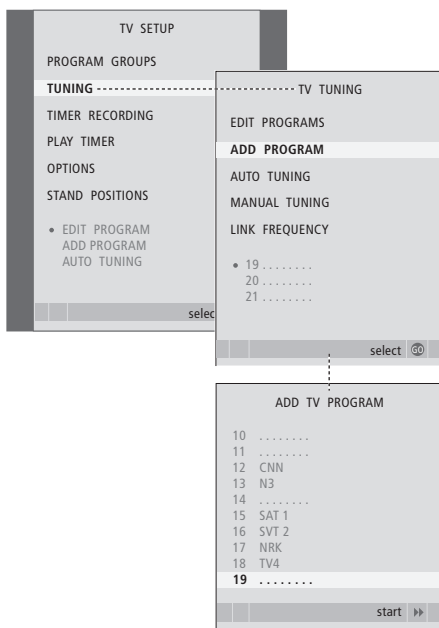 TV SETUP
PROGRAM GROUPS
TUNING
TIMER RECORDING
PLAY TIMER
OPTIONS
STAND POSITIONS
• EDIT PROGRAM
ADD PROGRAM
AUTO TUNING
selec
TV TUNING
EDIT PROGRAMS
ADD PROGRAM
AUTO TUNING
MANUAL TUNING
LINK FREQUENCY
• 19 . . . . . . . .
20 . . . . . . . .
21 . . . . . . . .
select GO
ADD TV PROGRAM
10 . . . . . . . .
11 . . . . . . . .
12 CNN
13 N3
14 . . . . . . . .
15 SAT 1
16 SVT 2
17 NRK
18 TV4
19 . . . . . . . .
start